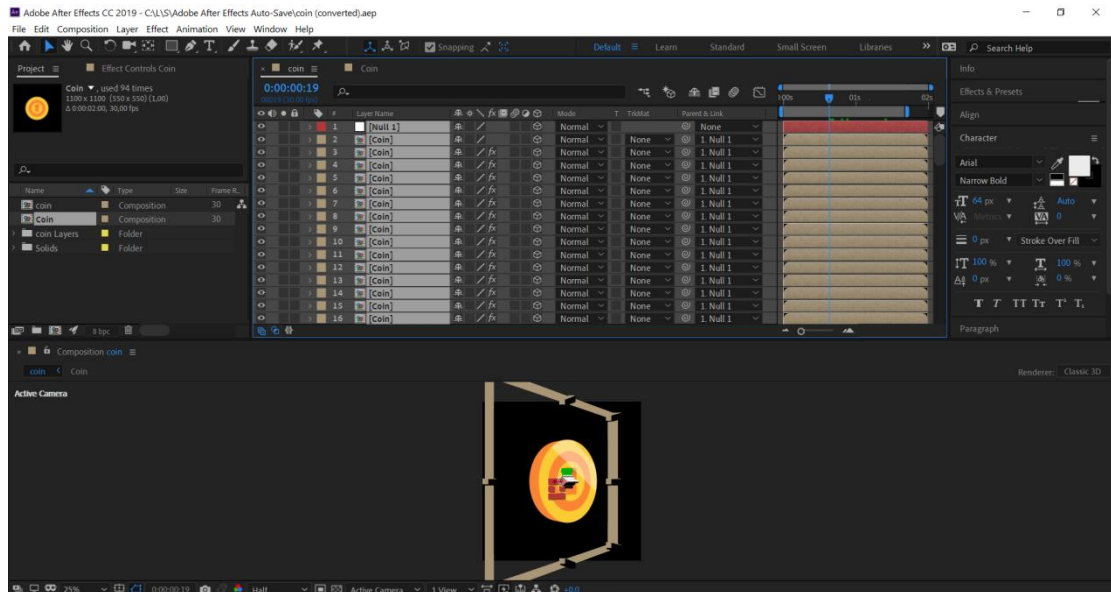 Adobe After Effects CC 2019 - C:\L\S\Adobe After Effects Auto-Save\coin (converted).aep
File Edit Composition Layer Effect Animation View Window Help
Snapping Default Learn Standard Small Screen Libraries Search Help
Project Effect Controls Coin coin Coin Info
Coin , used 94 times
1100 x 1100 (550 x 550) (1,00)
Δ 0:00:02:00, 30,00 fps
0:00:00:19
00019 (30.00 fps)
:00s 01s 02s
Effects & Presets
Align
# Layer Name Mode T TrkMat Parent & Link
1 [Null 1] Normal None
2 [Coin] Normal None 1. Null 1
3 [Coin] Normal None 1. Null 1
4 [Coin] Normal None 1. Null 1
5 [Coin] Normal None 1. Null 1
6 [Coin] Normal None 1. Null 1
7 [Coin] Normal None 1. Null 1
8 [Coin] Normal None 1. Null 1
9 [Coin] Normal None 1. Null 1
10 [Coin] Normal None 1. Null 1
11 [Coin] Normal None 1. Null 1
12 [Coin] Normal None 1. Null 1
13 [Coin] Normal None 1. Null 1
14 [Coin] Normal None 1. Null 1
15 [Coin] Normal None 1. Null 1
16 [Coin] Normal None 1. Null 1
Name Type Size Frame R..
coin Composition 30
Coin Composition 30
coin Layers Folder
Solids Folder
8 bpc
Character
Arial
Narrow Bold
64 px Auto
Metrics 0
0 px Stroke Over Fill
100 % 100 %
0 px 0 %
T T TT Tт T¹ T₁
Paragraph
Composition coin
coin Coin Renderer: Classic 3D
Active Camera
25% 0:00:00:19 Half Active Camera 1 View +0,0